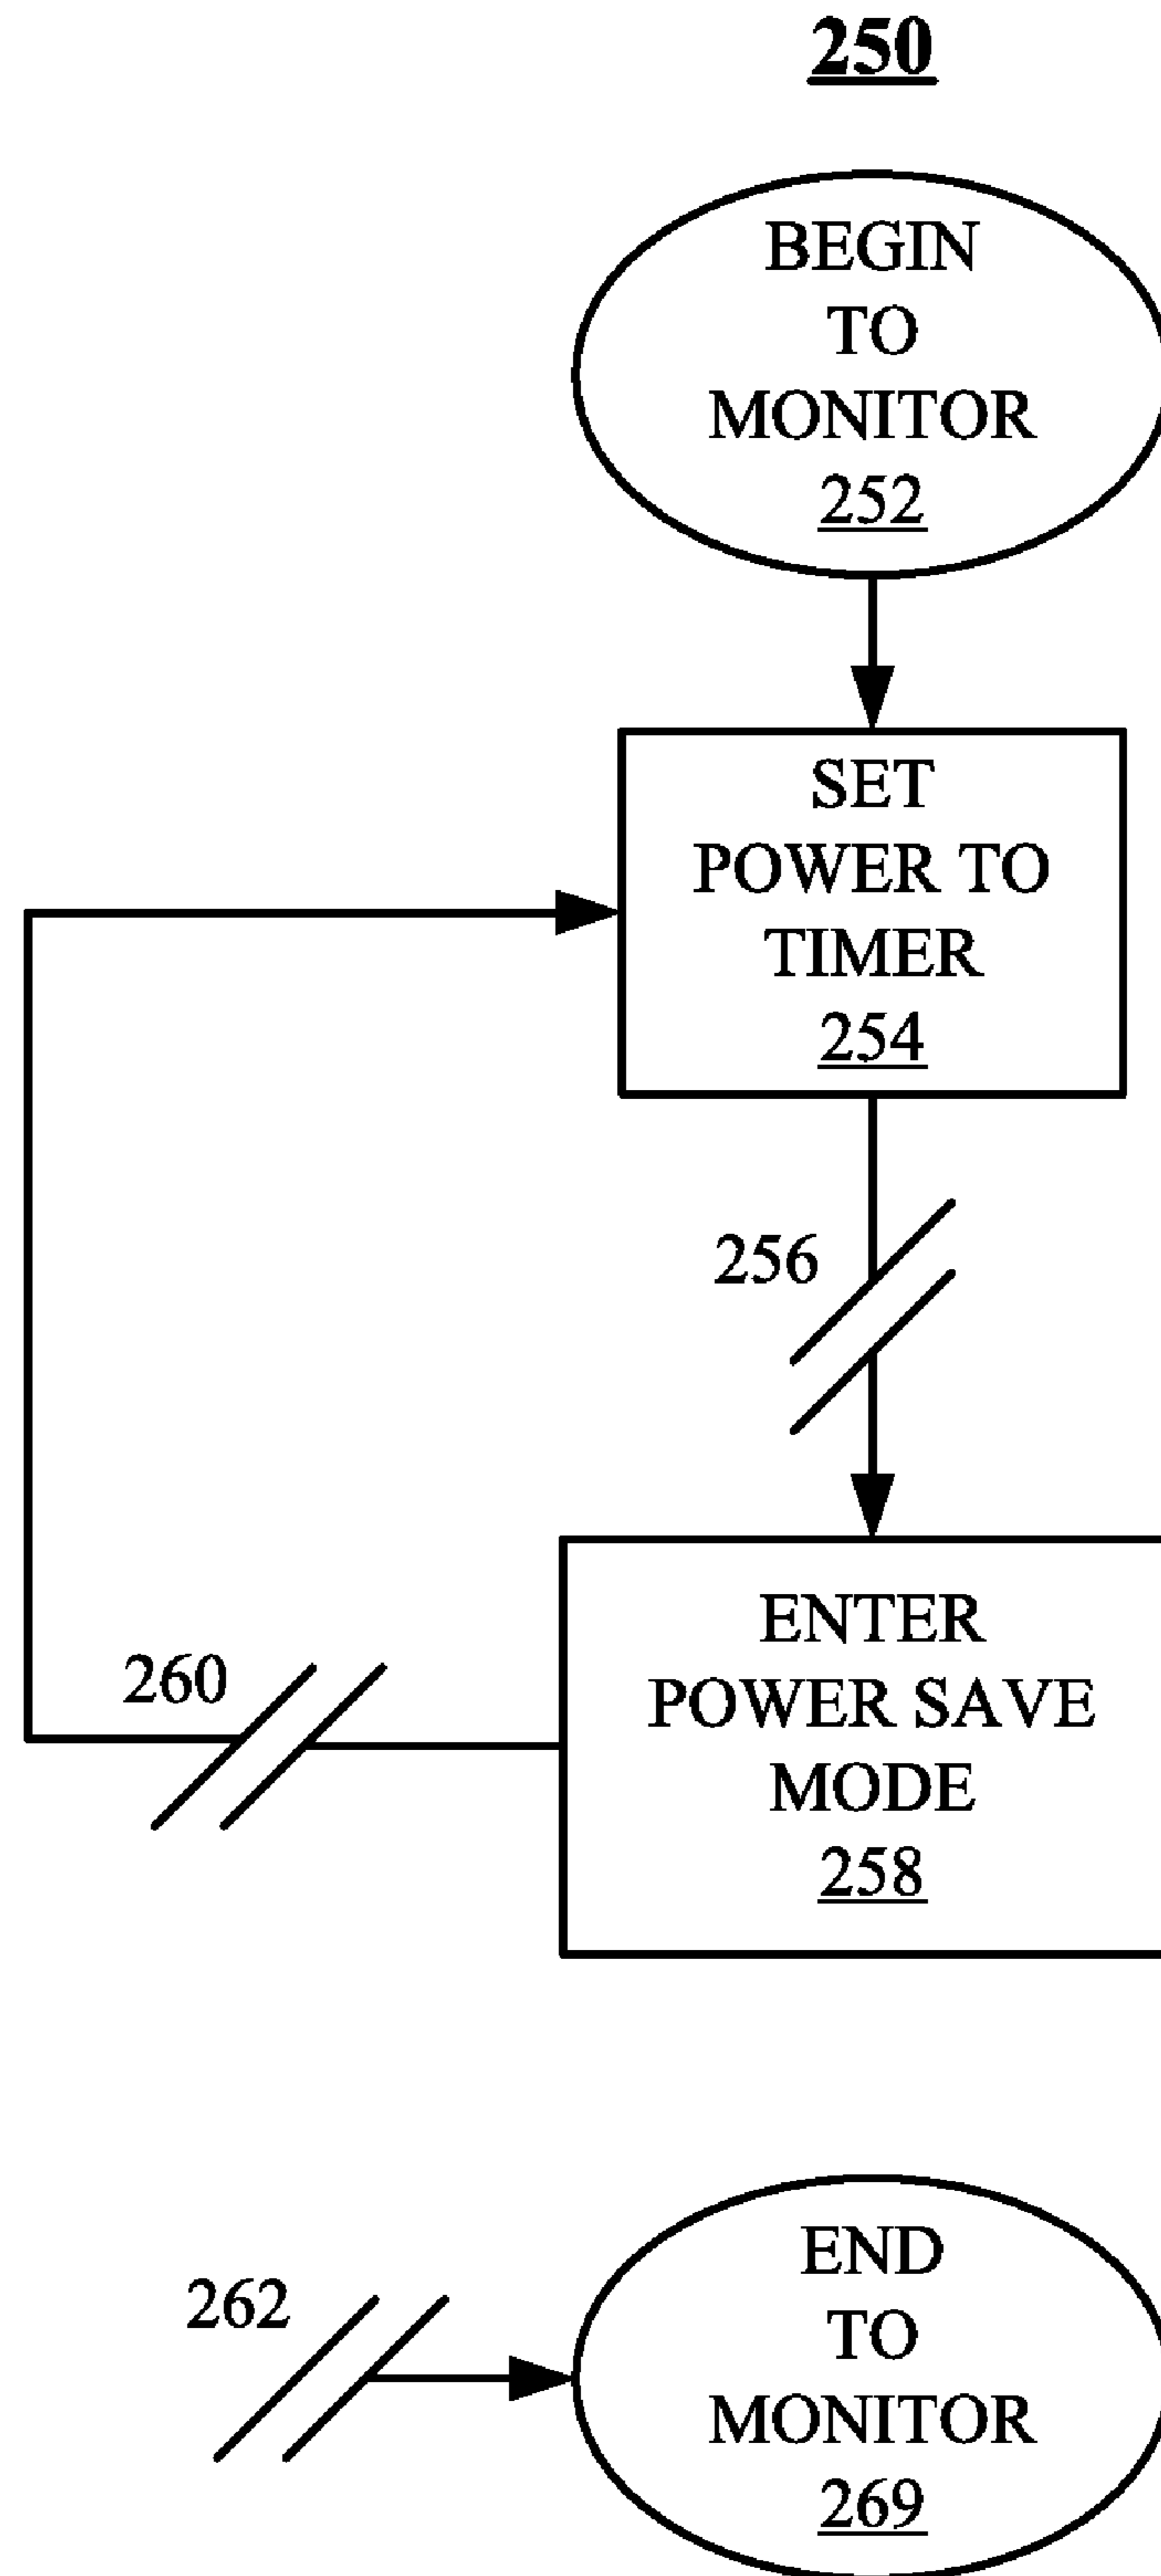 250
BEGIN
TO
MONITOR
252
SET
POWER TO
TIMER
254
256
ENTER
POWER SAVE
MODE
258
260
END
TO
MONITOR
269
262